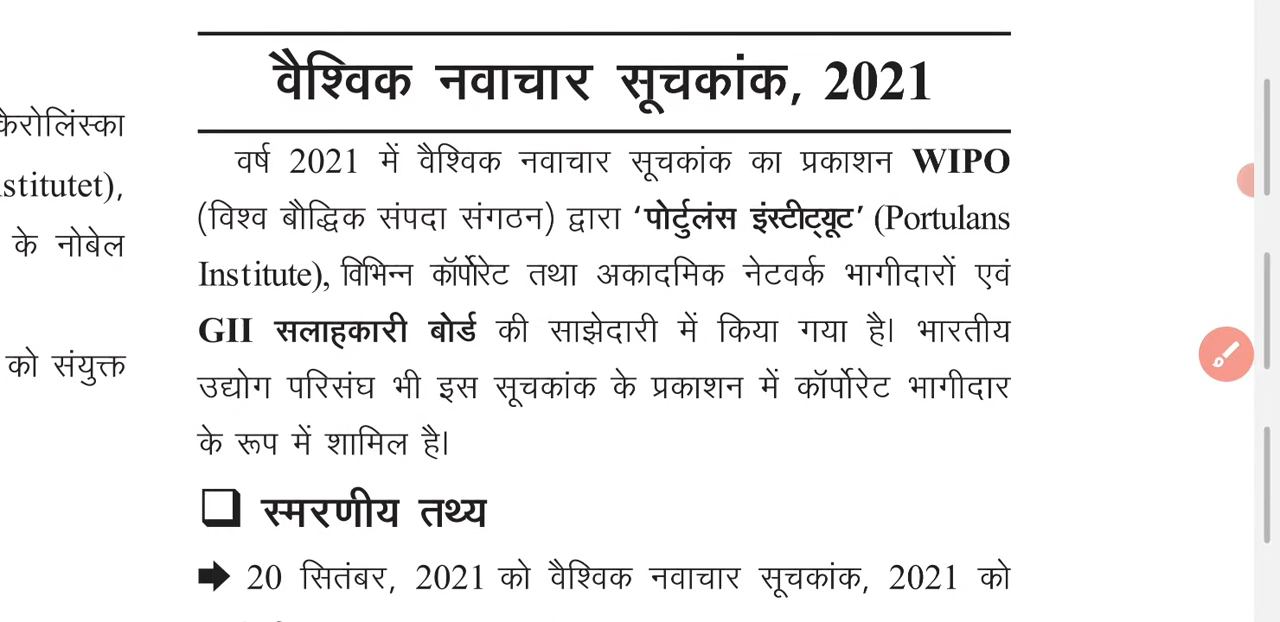 कैरोलिंस्का
stitutet),
के नोबेल
को संयुक्त
वैश्विक नवाचार सूचकांक, 2021
वर्ष 2021 में वैश्विक नवाचार सूचकांक का प्रकाशन WIPO
(विश्व बौद्धिक संपदा संगठन) द्वारा ‘पोर्टुलंस इंस्टीट्यूट’ (Portulans
Institute), विभिन्न कॉर्पोरेट तथा अकादमिक नेटवर्क भागीदारों एवं
GII सलाहकारी बोर्ड की साझेदारी में किया गया है। भारतीय
उद्योग परिसंघ भी इस सूचकांक के प्रकाशन में कॉर्पोरेट भागीदार
के रूप में शामिल है।
❑ स्मरणीय तथ्य
➡ 20 सितंबर, 2021 को वैश्विक नवाचार सूचकांक, 2021 को